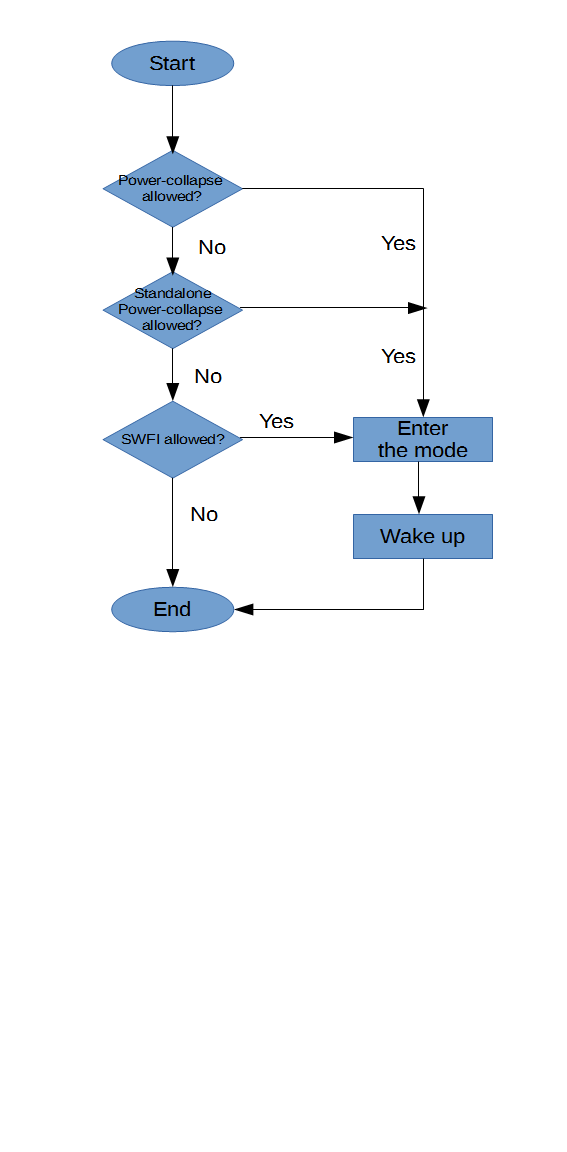 Start
Power-collapse
allowed?
Yes
No
Standalone
Power-collapse
allowed?
Yes
No
Yes
SWFI allowed?
Enter
the mode
No
Wake up
End